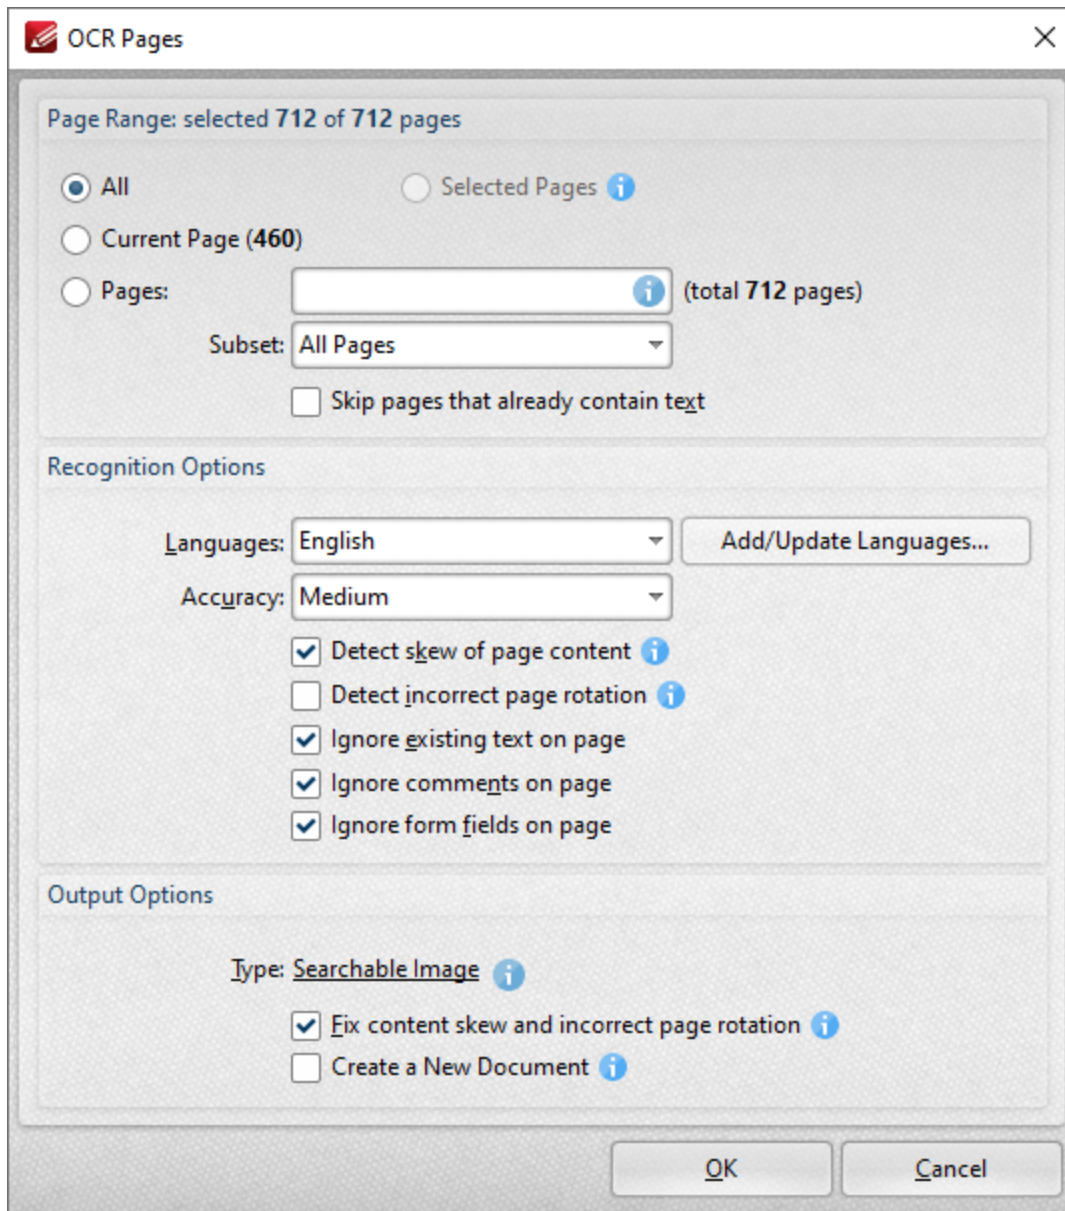 OCR Pages
Page Range: selected 712 of 712 pages
All
Selected Pages
Current Page (460)
Pages:
(total 712 pages)
Subset: All Pages
Skip pages that already contain text
Recognition Options
Languages: English
Add/Update Languages...
Accuracy: Medium
Detect skew of page content
Detect incorrect page rotation
Ignore existing text on page
Ignore comments on page
Ignore form fields on page
Output Options
Type: Searchable Image
Fix content skew and incorrect page rotation
Create a New Document
OK
Cancel